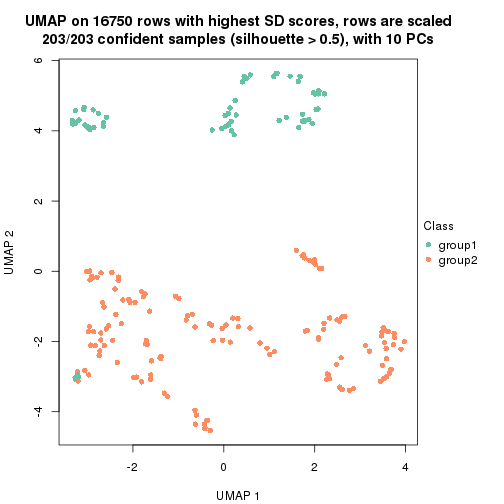 UMAP on 16750 rows with highest SD scores, rows are scaled
203/203 confident samples (silhouette > 0.5), with 10 PCs
6
4
2
0
-2
-4
UMAP 2
-2
0
2
4
UMAP 1
Class
group1
group2